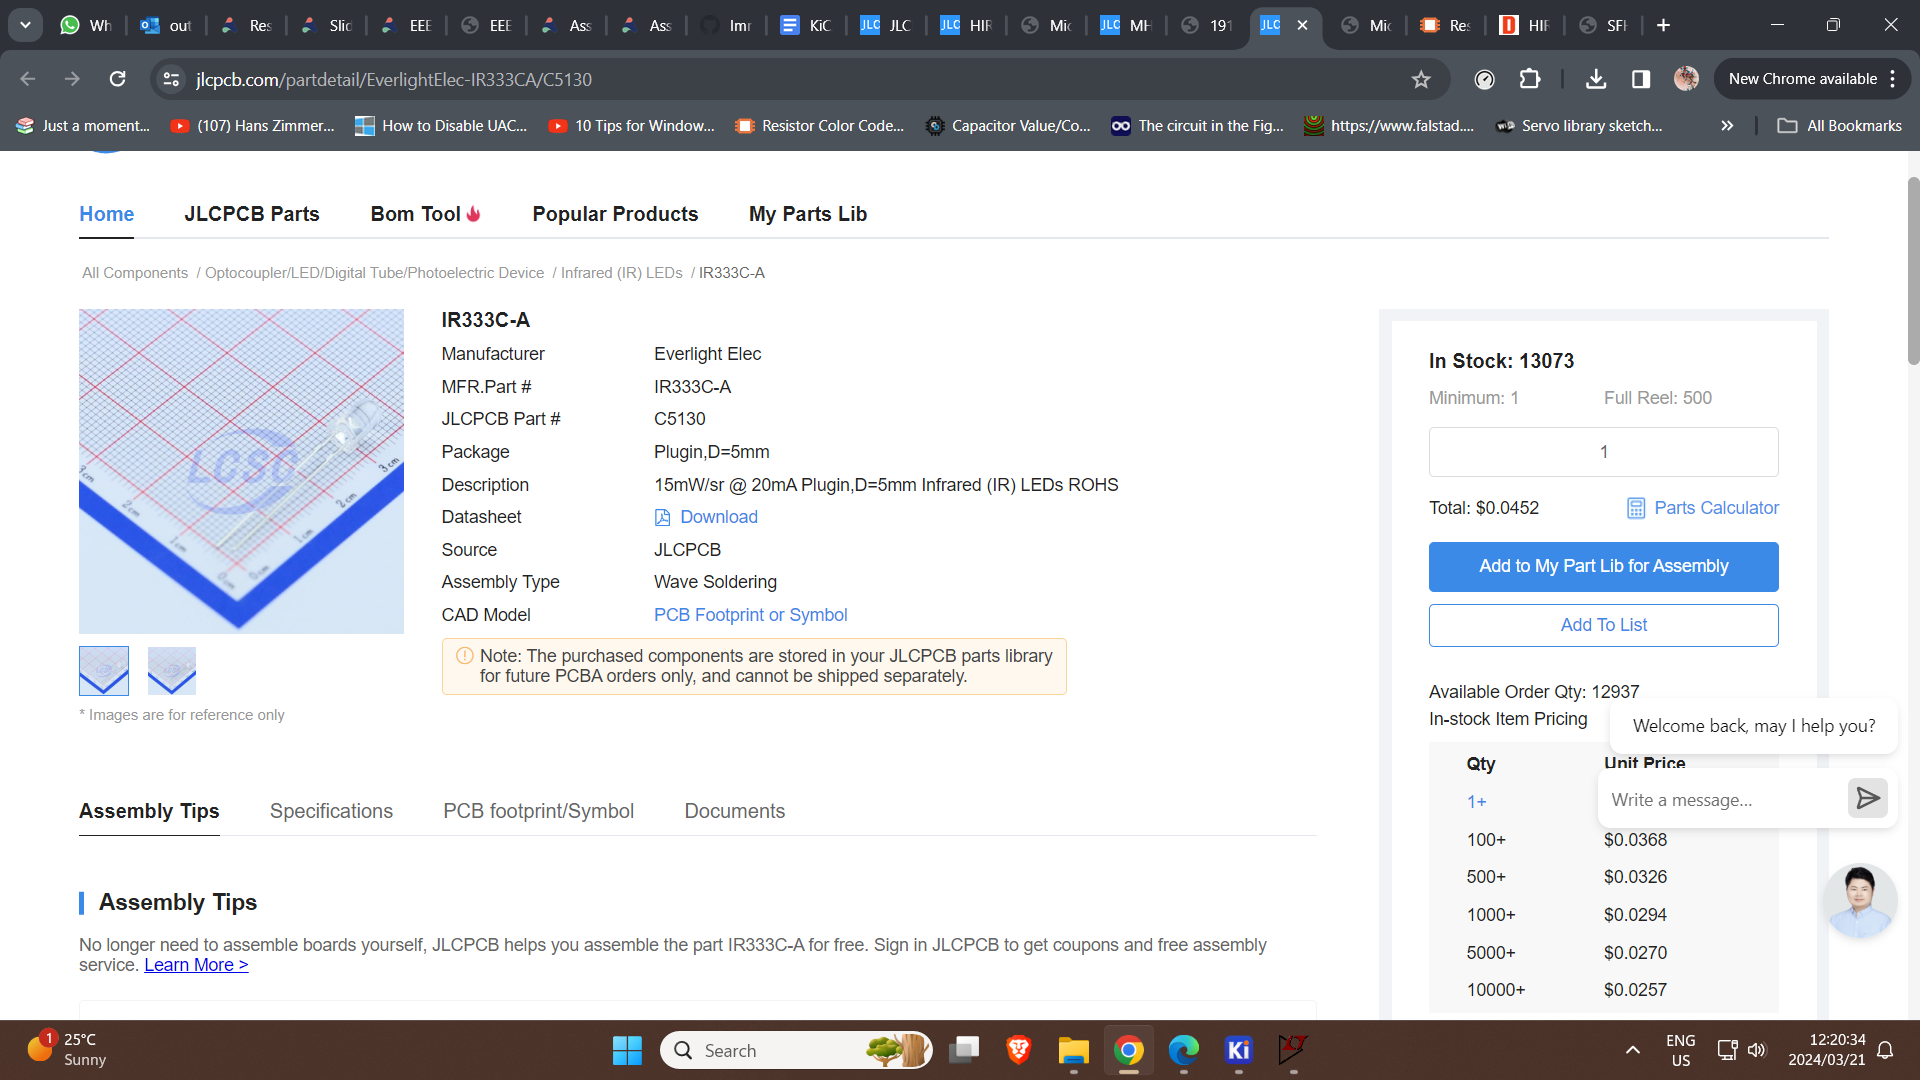 Wh
out
Res
Slid
EEE
EEE
Ass
Ass
Imr
KiC
JLC JLC
JLC HIR
Mic
JLC MH
191
JLC
Mic
Res
HIR
SFH
jlcpcb.com/partdetail/EverlightElec-IR333CA/C5130
New Chrome available
Just a moment...
(107) Hans Zimmer...
How to Disable UAC...
10 Tips for Window...
Resistor Color Code...
Capacitor Value/Co...
The circuit in the Fig...
https://www.falstad....
Servo library sketch...
»
All Bookmarks
Home
JLCPCB Parts
Bom Tool
Popular Products
My Parts Lib
All Components / Optocoupler/LED/Digital Tube/Photoelectric Device / Infrared (IR) LEDs / IR333C-A
LCSC
IR333C-A
Manufacturer Everlight Elec
MFR.Part # IR333C-A
JLCPCB Part # C5130
Package Plugin,D=5mm
Description 15mW/sr @ 20mA Plugin,D=5mm Infrared (IR) LEDs ROHS
Datasheet Download
Source JLCPCB
Assembly Type Wave Soldering
CAD Model PCB Footprint or Symbol
Note: The purchased components are stored in your JLCPCB parts library
for future PCBA orders only, and cannot be shipped separately.
* Images are for reference only
In Stock: 13073
Minimum: 1 Full Reel: 500
1
Total: $0.0452 Parts Calculator
Add to My Part Lib for Assembly
Add To List
Available Order Qty: 12937
In-stock Item Pricing
Welcome back, may I help you?
Qty Unit Price
1+
Write a message...
100+ $0.0368
500+ $0.0326
1000+ $0.0294
5000+ $0.0270
10000+ $0.0257
Assembly Tips
Specifications
PCB footprint/Symbol
Documents
Assembly Tips
No longer need to assemble boards yourself, JLCPCB helps you assemble the part IR333C-A for free. Sign in JLCPCB to get coupons and free assembly
service. Learn More >
1
25°C
Sunny
Search
Ki
ENG
US
12:20:34
2024/03/21